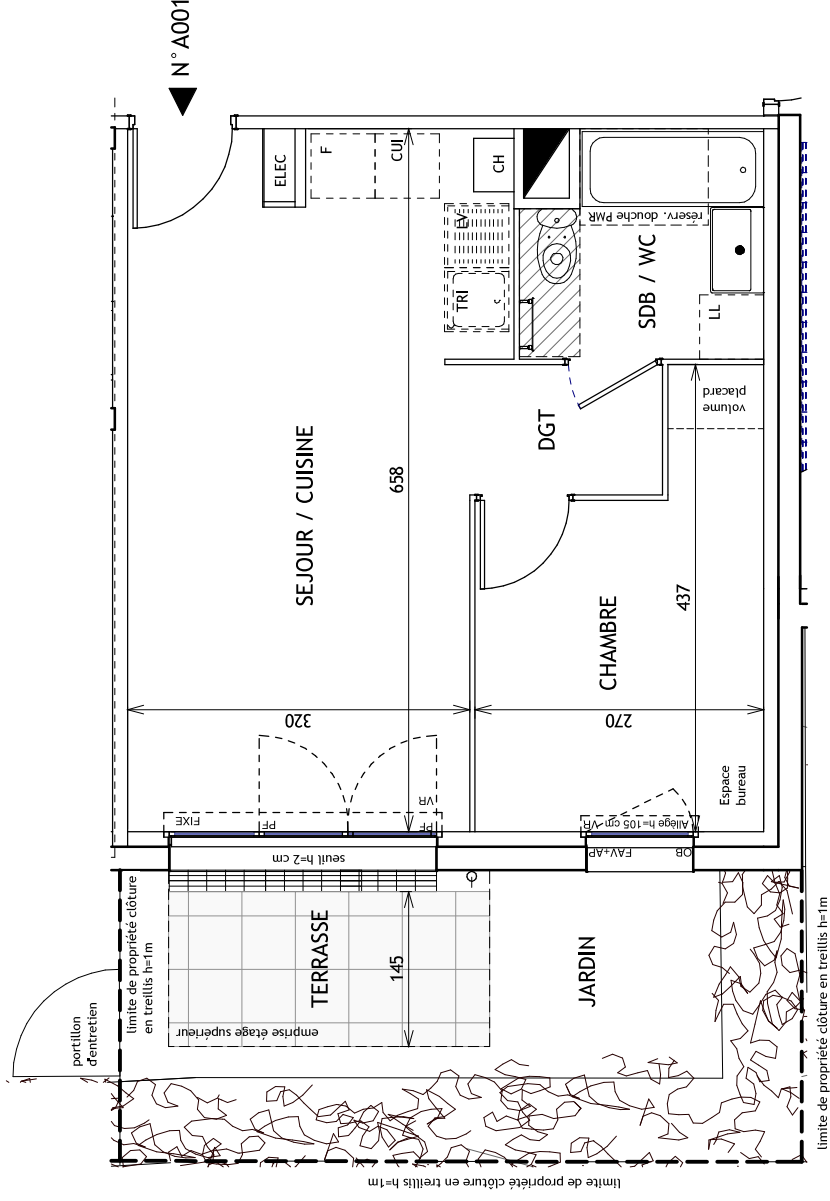 N° A001
ELEC
F
CUI
CH
LV
TRI
réserv. douche PMR
SDB / WC
LL
volume
placard
DGT
SEJOUR / CUISINE
658
437
CHAMBRE
320
270
Espace
bureau
FIXE
PF
PF
VR
Allège h=105 cm
VR
seuil h=2 cm
FAV+AP
OB
limite de propriété clôture
en treillis h=1m
TERRASSE
145
JARDIN
emprise étage supérieur
portillon
d'entretien
limite de propriété clôture en treillis h=1m
limite de propriété clôture en treillis h=1m